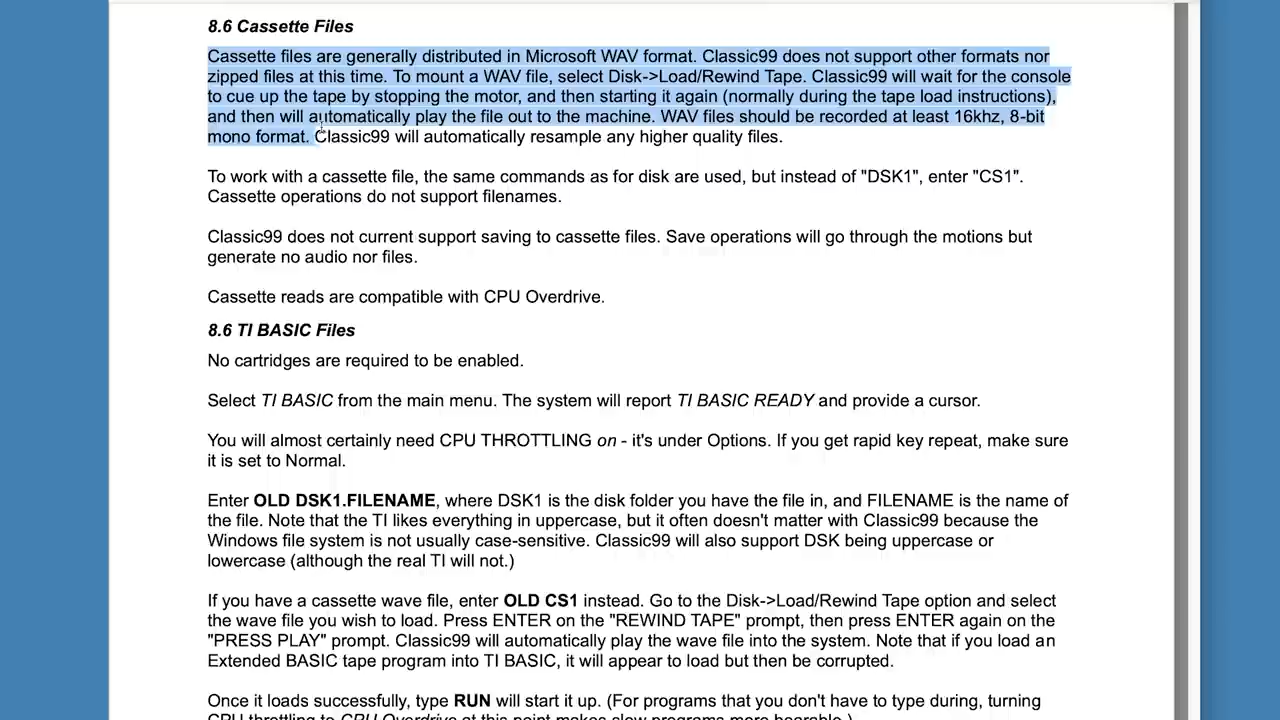 8.6 Cassette Files
Cassette files are generally distributed in Microsoft WAV format. Classic99 does not support other formats nor
zipped files at this time. To mount a WAV file, select Disk->Load/Rewind Tape. Classic99 will wait for the console
to cue up the tape by stopping the motor, and then starting it again (normally during the tape load instructions),
and then will automatically play the file out to the machine. WAV files should be recorded at least 16khz, 8-bit
mono format. Classic99 will automatically resample any higher quality files.
To work with a cassette file, the same commands as for disk are used, but instead of "DSK1", enter "CS1".
Cassette operations do not support filenames.
Classic99 does not current support saving to cassette files. Save operations will go through the motions but
generate no audio nor files.
Cassette reads are compatible with CPU Overdrive.
8.6 TI BASIC Files
No cartridges are required to be enabled.
Select TI BASIC from the main menu. The system will report TI BASIC READY and provide a cursor.
You will almost certainly need CPU THROTTLING on - it's under Options. If you get rapid key repeat, make sure
it is set to Normal.
Enter OLD DSK1.FILENAME, where DSK1 is the disk folder you have the file in, and FILENAME is the name of
the file. Note that the TI likes everything in uppercase, but it often doesn't matter with Classic99 because the
Windows file system is not usually case-sensitive. Classic99 will also support DSK being uppercase or
lowercase (although the real TI will not.)
If you have a cassette wave file, enter OLD CS1 instead. Go to the Disk->Load/Rewind Tape option and select
the wave file you wish to load. Press ENTER on the "REWIND TAPE" prompt, then press ENTER again on the
"PRESS PLAY" prompt. Classic99 will automatically play the wave file into the system. Note that if you load an
Extended BASIC tape program into TI BASIC, it will appear to load but then be corrupted.
Once it loads successfully, type RUN will start it up. (For programs that you don't have to type during, turning
CPU throttling to CPU Overdrive at this point makes slow programs more bearable.)